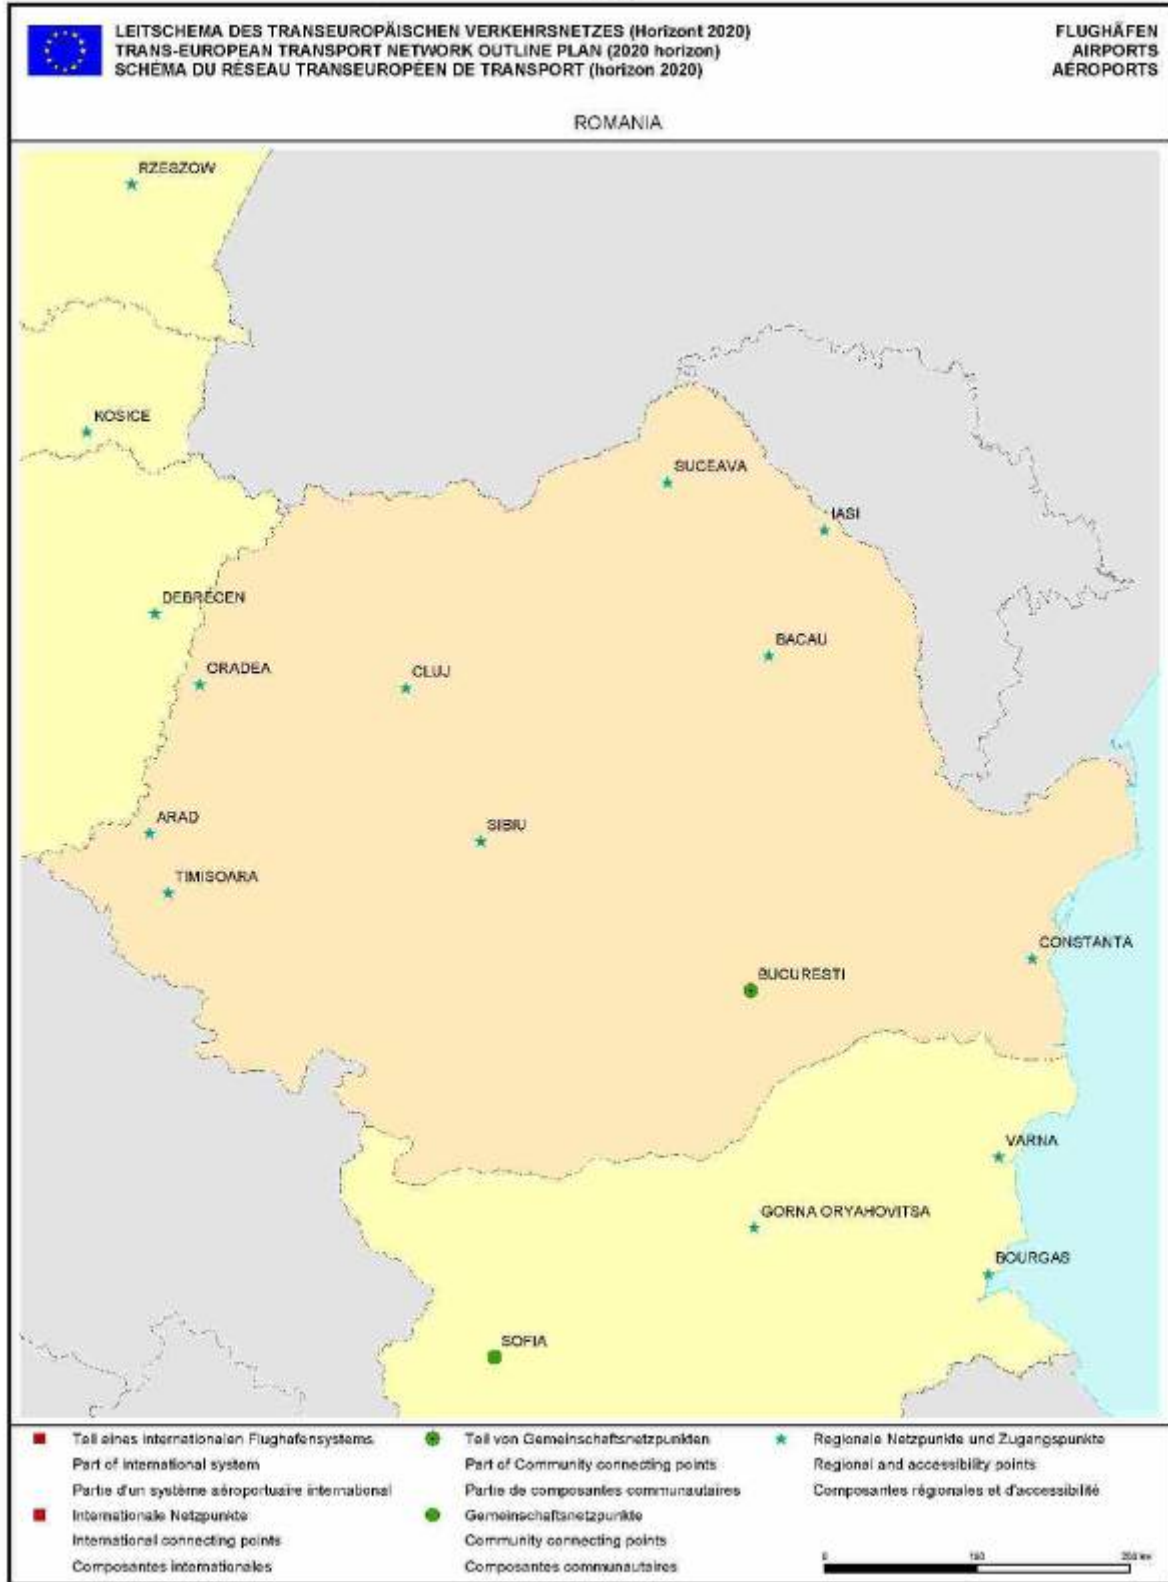 LEITSCHEMA DES TRANSEUROPÄISCHEN VERKEHRSNETZES (Horizont 2020)
TRANS-EUROPEAN TRANSPORT NETWORK OUTLINE PLAN (2020 horizon)
SCHÉMA DU RÉSEAU TRANSEUROPÉEN DE TRANSPORT (horizon 2020)
FLUGHÄFEN
AIRPORTS
AÉROPORTS
ROMANIA
RZESZOW
KOSICE
SUCEAVA
IASI
DEBRECEN
BACAU
ORADEA
CLUJ
ARAD
SIBIU
TIMISOARA
CONSTANTA
BUCURESTI
VARNA
GORNA ORYAHOVITSA
BOURGAS
SOFIA
Teil eines internationalen Flughafensystems
Part of international system
Partie d'un système aéroportuaire international
Internationale Netzpunkte
International connecting points
Composantes internationales
Teil von Gemeinschaftsnetzpunkten
Part of Community connecting points
Partie de composantes communautaires
Gemeinschaftsnetzpunkte
Community connecting points
Composantes communautaires
Regionale Netzpunkte und Zugangspunkte
Regional and accessibility points
Composantes régionales et d'accessibilité
0